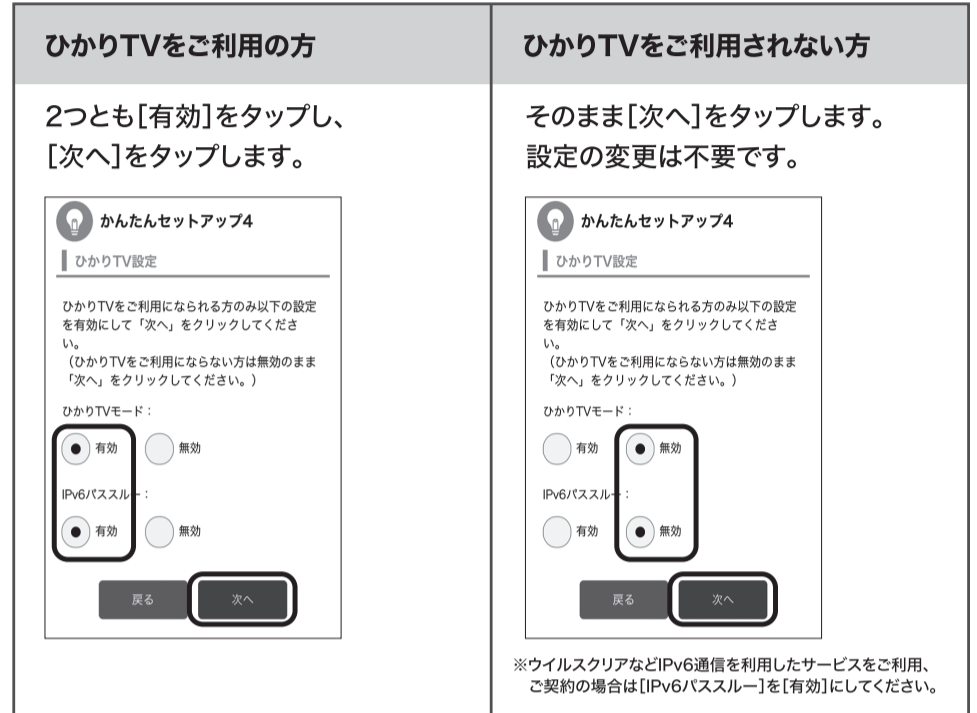 ひかりTVをご利用の方
2つとも[有効]をタップし、
[次へ]をタップします。
かんたんセットアップ4
ひかりTV設定
ひかりTVをご利用になられる方のみ以下の設定
を有効にして「次へ」をクリックしてくださ
い。
（ひかりTVをご利用にならない方は無効のまま
「次へ」をクリックしてください。）
ひかりTVモード：
有効 無効
IPv6パススルー：
有効 無効
戻る 次へ
ひかりTVをご利用されない方
そのまま[次へ]をタップします。
設定の変更は不要です。
かんたんセットアップ4
ひかりTV設定
ひかりTVをご利用になられる方のみ以下の設定
を有効にして「次へ」をクリックしてくださ
い。
（ひかりTVをご利用にならない方は無効のまま
「次へ」をクリックしてください。）
ひかりTVモード：
有効 無効
IPv6パススルー：
有効 無効
戻る 次へ
※ウイルスクリアなどIPv6通信を利用したサービスをご利用、
ご契約の場合は[IPv6パススルー]を[有効]にしてください。